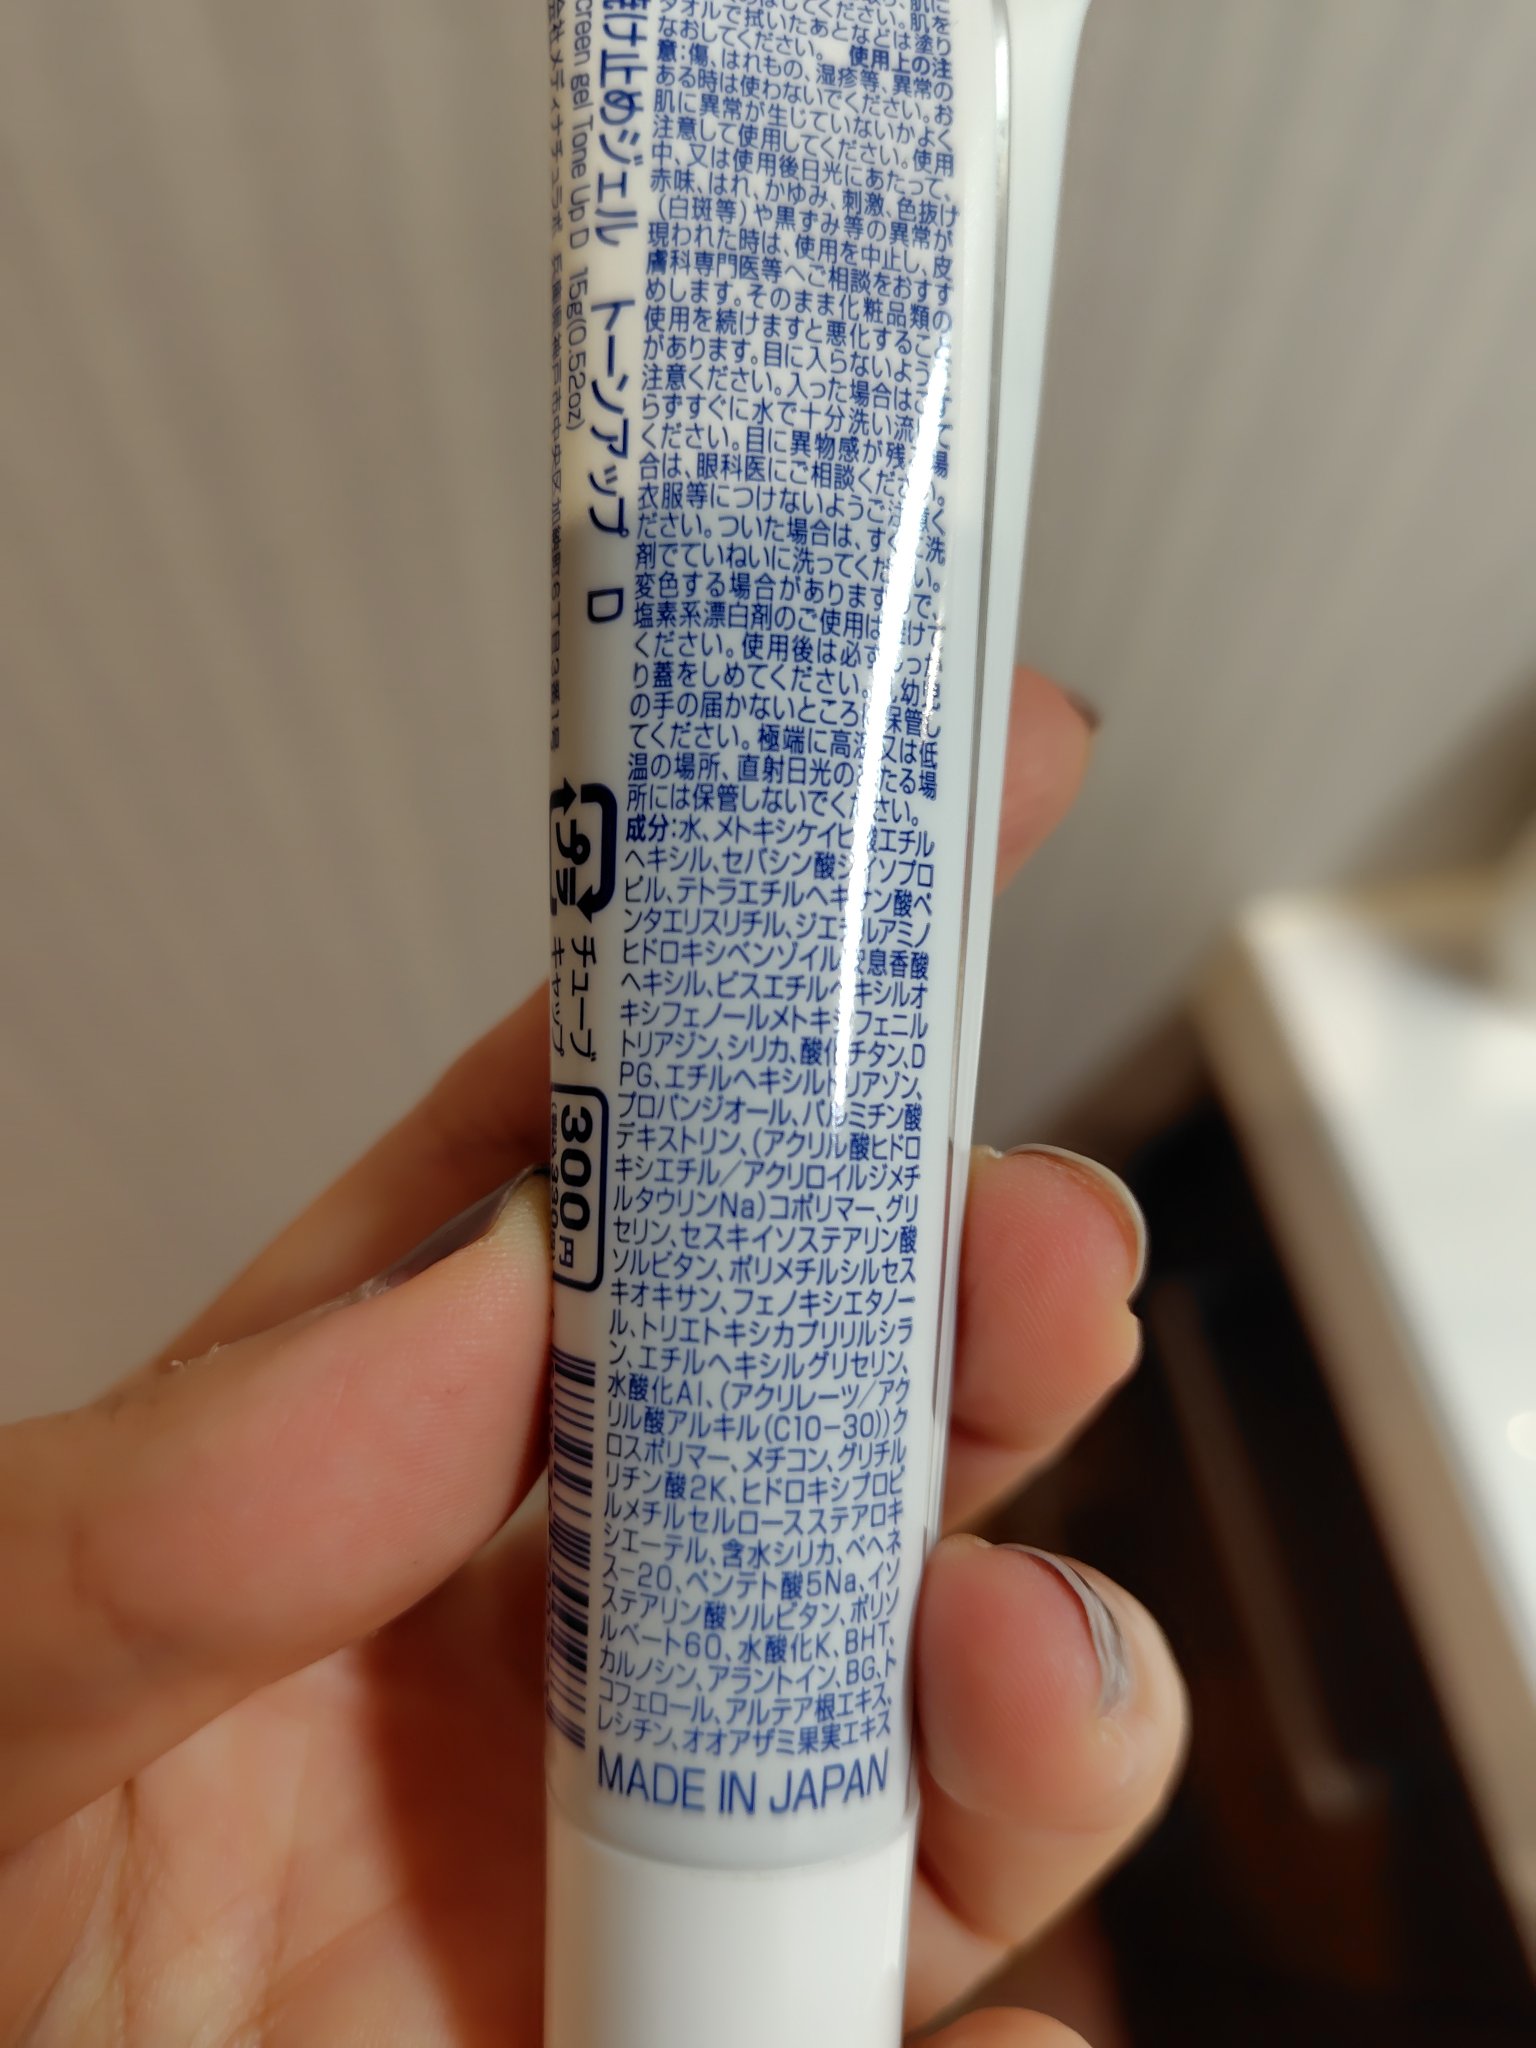 タオルで拭いたあとなどは塗り
なおしてください。 使用上の注
意:傷、はれもの、湿疹等、異常の
ある時は使わないでください。お
肌に異常が生じていないかよく
注意して使用してください。使用
中、又は使用後日光にあたって、
赤味、はれ、かゆみ、刺激、色抜け
(白斑等)や黒ずみ等の異常が
現われた時は、使用を中止し、皮
膚科専門医等へご相談をおすす
めします。そのまま化粧品類の
使用を続けますと悪化すること
があります。目に入らないよう
注意ください。入った場合は
らずすぐに水で十分洗い流して
ください。目に異物感が残る場
合は、眼科医にご相談ください。
衣服等につけないようご注意く
ださい。ついた場合は、すぐに洗
剤でていねいに洗ってください。
変色する場合がありますので、
塩素系漂白剤のご使用は避けて
ください。使用後は必ずしっか
り蓋をしめてください。乳幼児
の手の届かないところに保管し
てください。極端に高温又は低
温の場所、直射日光のあたる場
所には保管しないでください。
成分:水、メトキシケイヒ酸エチル
ヘキシル、セバシン酸ジイソプロ
ピル、テトラエチルヘキサン酸ペ
ンタエリスリチル、ジエチルアミノ
ヒドロキシベンゾイル安息香酸
ヘキシル、ビスエチルヘキシルオ
キシフェノールメトキシフェニル
トリアジン、シリカ、酸化チタン、D
PG、エチルヘキシルトリアゾン、
プロパンジオール、パルミチン酸
デキストリン、(アクリル酸ヒドロ
キシエチル/アクリロイルジメチ
ルタウリンNa)コポリマー、グリ
セリン、セスキイソステアリン酸
ソルビタン、ポリメチルシルセス
キオキサン、フェノキシエタノー
ル、トリエトキシカプリリルシラ
ン、エチルヘキシルグリセリン、
水酸化Al、(アクリレーツ/アク
リル酸アルキル(C10-30))ク
ロスポリマー、メチコン、グリチル
リチン酸2K、ヒドロキシプロピ
ルメチルセルロースステアロキ
シエーテル、含水シリカ、ベヘネ
ス-20、ペンテト酸5Na、イソ
ステアリン酸ソルビタン、ポリソ
ルベート60、水酸化K、BHT、
カルノシン、アラントイン、BG、ト
コフェロール、アルテア根エキス、
レシチン、オオアザミ果実エキス
MADE IN JAPAN
け止めジェル トーンアップ D
creen gel Tone Up D 15g(0.52oz)
プラ
チューブ
キャップ
300円